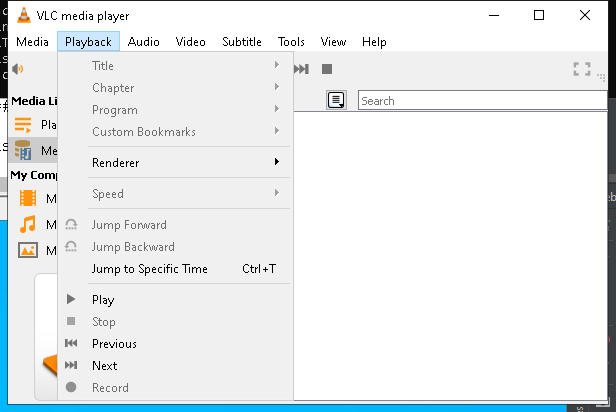 VLC media player
Media Playback Audio Video Subtitle Tools View Help
Title
Chapter
Program
Custom Bookmarks
Renderer
Speed
Jump Forward
Jump Backward
Jump to Specific Time Ctrl+T
Play
Stop
Previous
Next
Record
Search
Media Li
Pla
Me
My Comp
M
M
M